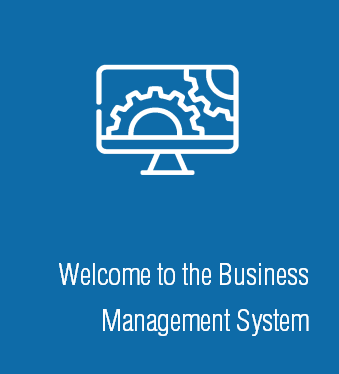 Welcome to the Business
Management System